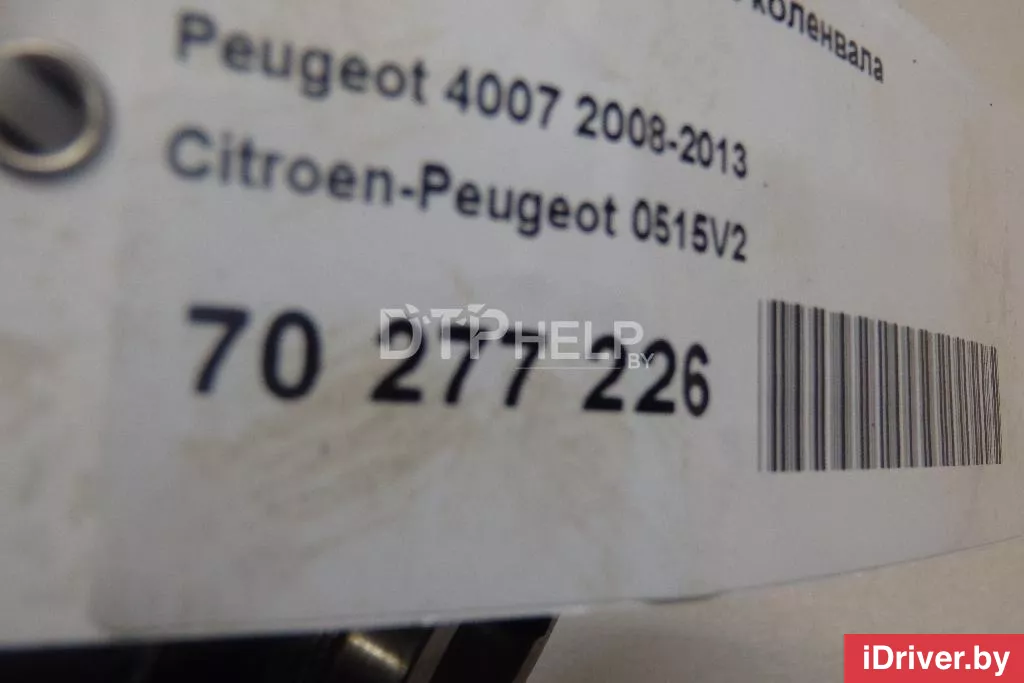 коленвала
Peugeot 4007 2008-2013
Citroen-Peugeot 0515V2
70 277 226
DTPHELP.BY
iDriver.by